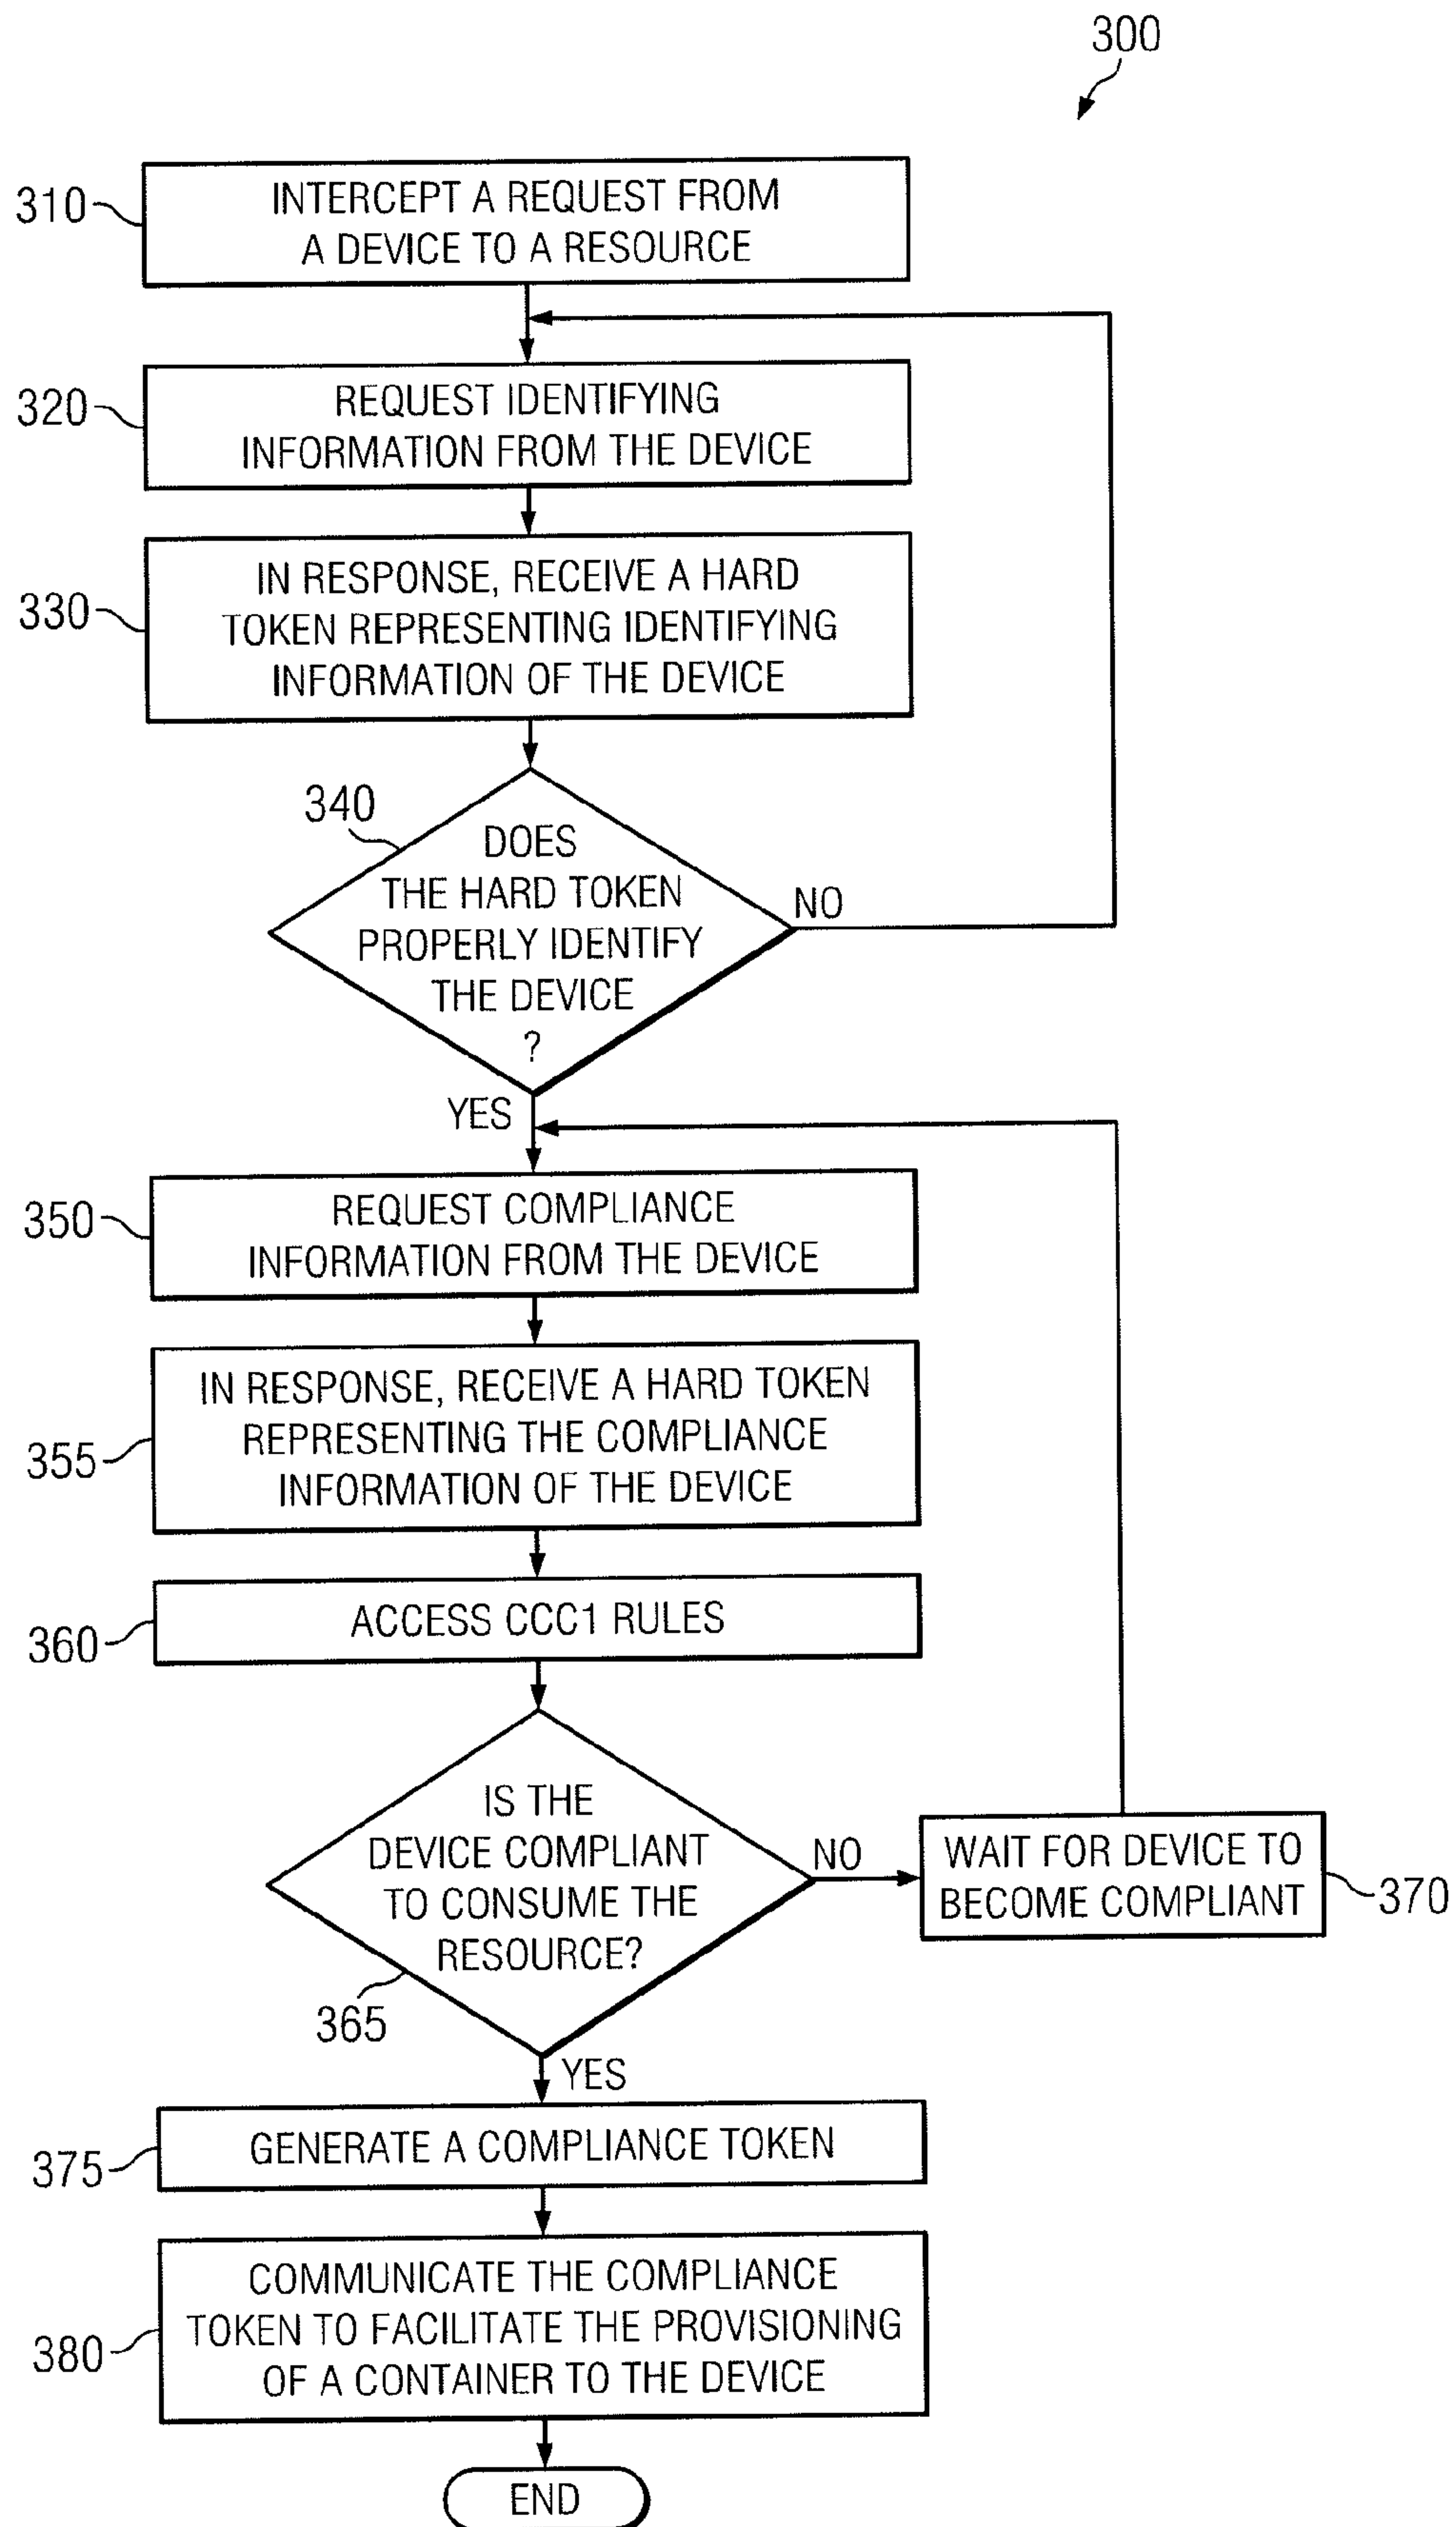 300
310
INTERCEPT A REQUEST FROM
A DEVICE TO A RESOURCE
320
REQUEST IDENTIFYING
INFORMATION FROM THE DEVICE
330
IN RESPONSE, RECEIVE A HARD
TOKEN REPRESENTING IDENTIFYING
INFORMATION OF THE DEVICE
340
DOES
THE HARD TOKEN
PROPERLY IDENTIFY
THE DEVICE
?
NO
YES
350
REQUEST COMPLIANCE
INFORMATION FROM THE DEVICE
355
IN RESPONSE, RECEIVE A HARD TOKEN
REPRESENTING THE COMPLIANCE
INFORMATION OF THE DEVICE
360
ACCESS CCC1 RULES
IS THE
DEVICE COMPLIANT
TO CONSUME THE
RESOURCE?
365
NO
WAIT FOR DEVICE TO
BECOME COMPLIANT
370
YES
375
GENERATE A COMPLIANCE TOKEN
380
COMMUNICATE THE COMPLIANCE
TOKEN TO FACILITATE THE PROVISIONING
OF A CONTAINER TO THE DEVICE
END